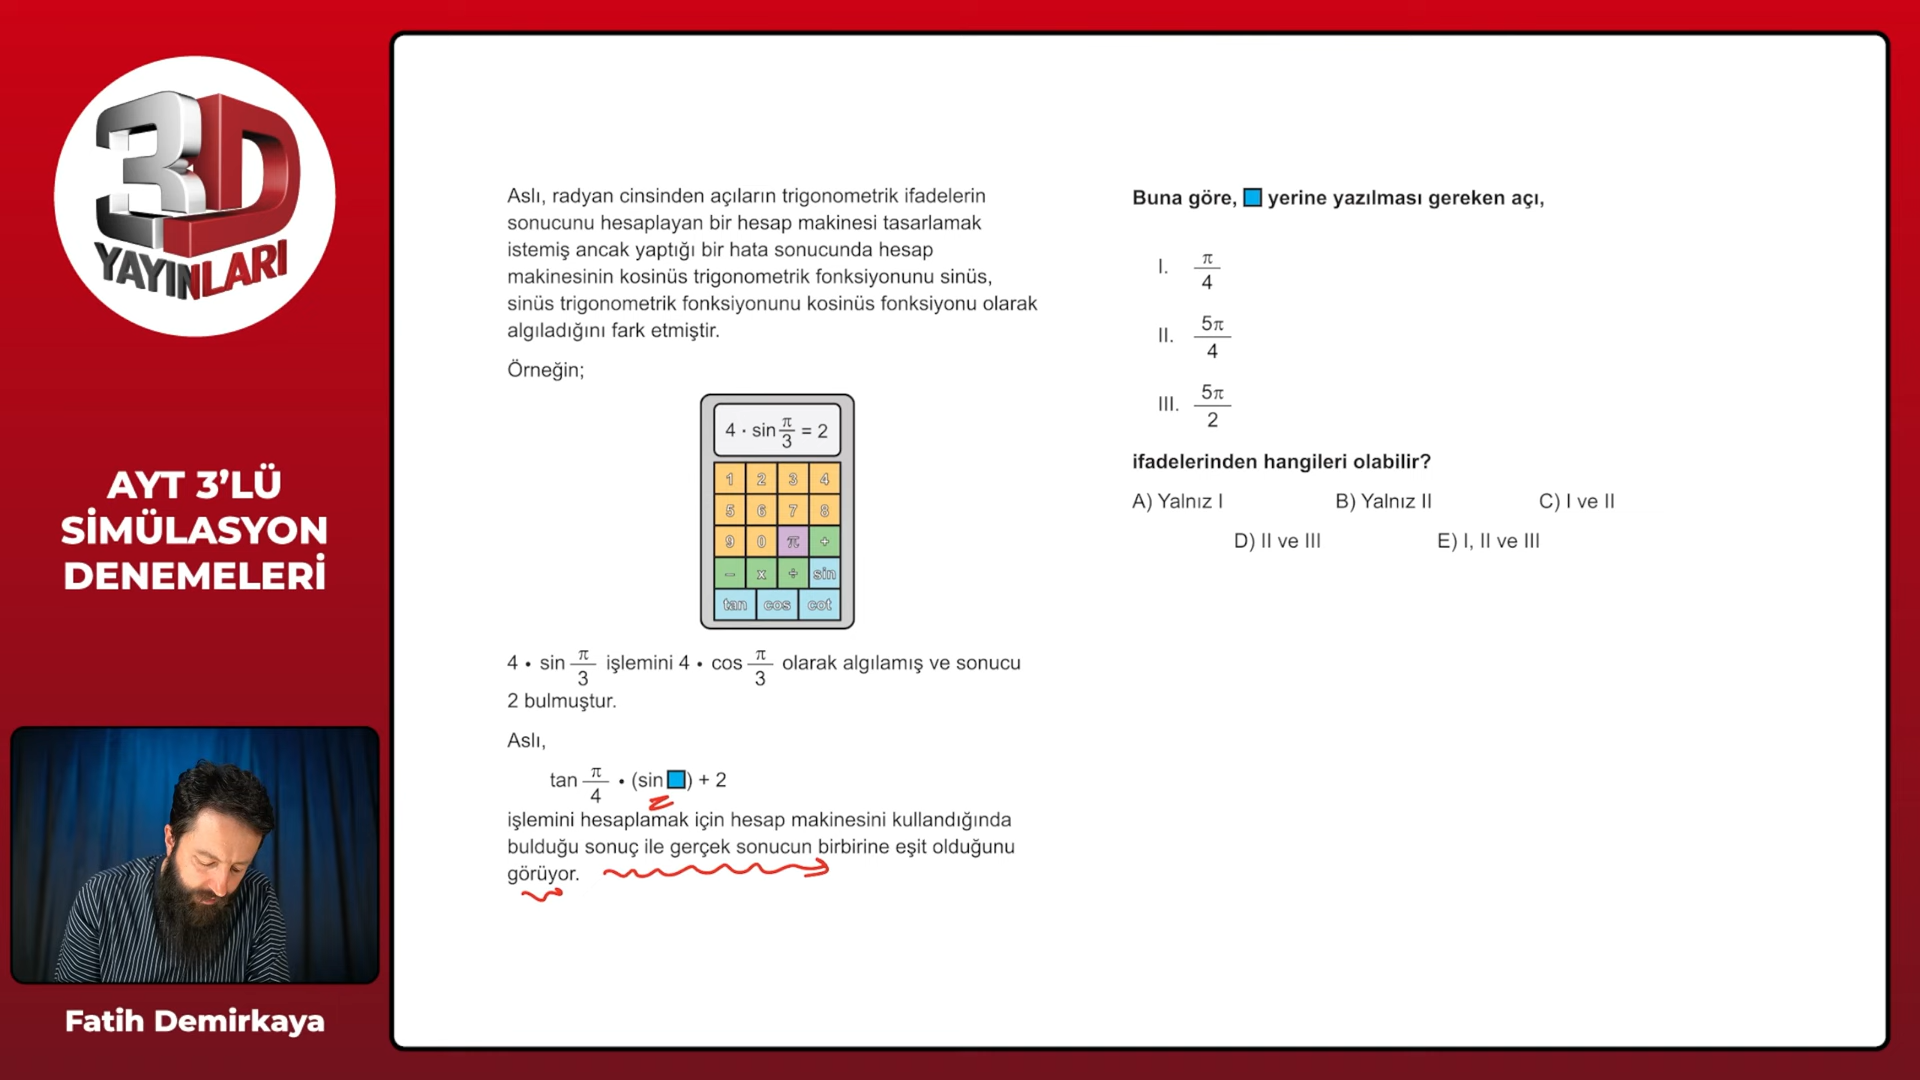 3D
YAYINLARI
AYT 3'LÜ
SİMÜLASYON
DENEMELERİ
Fatih Demirkaya
Aslı, radyan cinsinden açıların trigonometrik ifadelerin
sonucunu hesaplayan bir hesap makinesi tasarlamak
istemiş ancak yaptığı bir hata sonucunda hesap
makinesinin kosinüs trigonometrik fonksiyonunu sinüs,
sinüs trigonometrik fonksiyonunu kosinüs fonksiyonu olarak
algıladığını fark etmiştir.
Örneğin;
4 · sin π/3 = 2
1 2 3 4
5 6 7 8
9 0 π +
− x ÷ sin
tan cos cot
4 • sin π/3 işlemini 4 • cos π/3 olarak algılamış ve sonucu
2 bulmuştur.
Aslı,
tan π/4 • (sin ■) + 2
işlemini hesaplamak için hesap makinesini kullandığında
bulduğu sonuç ile gerçek sonucun birbirine eşit olduğunu
görüyor.
Buna göre, ■ yerine yazılması gereken açı,
I. π/4
II. 5π/4
III. 5π/2
ifadelerinden hangileri olabilir?
A) Yalnız I B) Yalnız II C) I ve II
D) II ve III E) I, II ve III